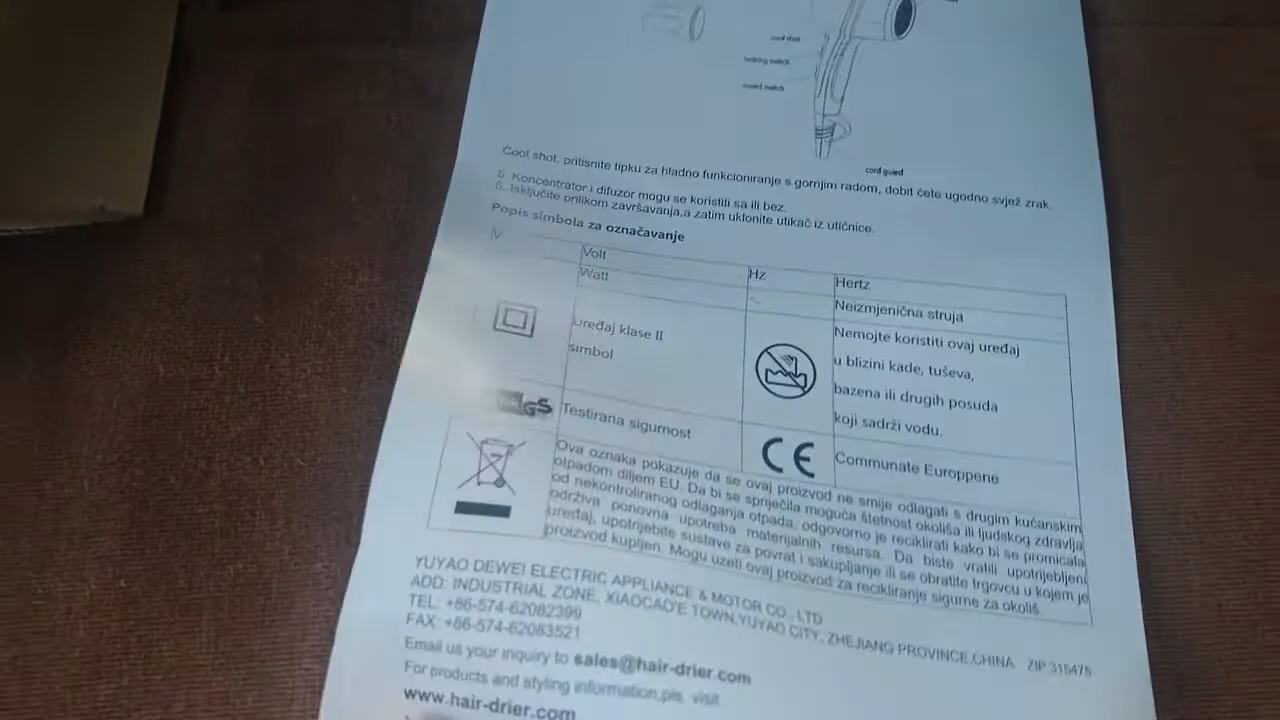 cool shot
heating switch
speed switch
cord guard
Cool shot, pritisnite tipku za hladno funkcioniranje s gornjim radom, dobit ćete ugodno svjež zrak.
5. Koncentrator i difuzor mogu se koristiti sa ili bez.
6. Isključite prilikom završavanja,a zatim uklonite utikač iz utičnice.
Popis simbola za označavanje
V
Volt
Hz
Hertz
Watt
~
Neizmjenična struja
Uređaj klase II
simbol
Nemojte koristiti ovaj uređaj
u blizini kade, tuševa,
bazena ili drugih posuda
koji sadrži vodu.
GS
Testirana sigurnost
CE
Communate Europpene
Ova oznaka pokazuje da se ovaj proizvod ne smije odlagati s drugim kućanskim
otpadom diljem EU. Da bi se spriječila moguća štetnost okoliša ili ljudskog zdravlja
od nekontroliranog odlaganja otpada, odgovorno je reciklirati kako bi se promicala
održiva ponovna upotreba materijalnih resursa. Da biste vratili upotrijebljeni
uređaj, upotrijebite sustave za povrat i sakupljanje ili se obratite trgovcu u kojem je
proizvod kupljen. Mogu uzeti ovaj proizvod za recikliranje sigurne za okoliš.
YUYAO DEWEI ELECTRIC APPLIANCE & MOTOR CO., LTD
ADD: INDUSTRIAL ZONE, XIAOCAO'E TOWN,YUYAO CITY, ZHEJIANG PROVINCE,CHINA ZIP:315475
TEL: +86-574-62082399
FAX: +86-574-62083521
Email us your inquiry to sales@hair-drier.com
For products and styling information,pls. visit
www.hair-drier.com